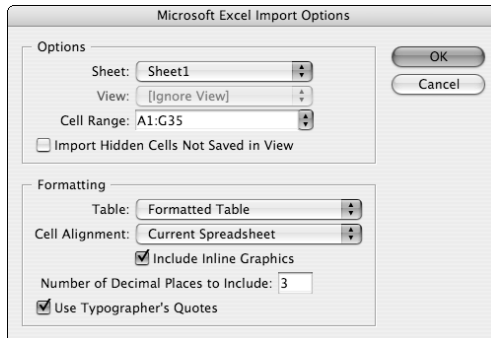 Microsoft Excel Import Options
Options
Sheet: Sheet1
View: [Ignore View]
Cell Range: A1:G35
Import Hidden Cells Not Saved in View
OK
Cancel
Formatting
Table: Formatted Table
Cell Alignment: Current Spreadsheet
Include Inline Graphics
Number of Decimal Places to Include: 3
Use Typographer's Quotes